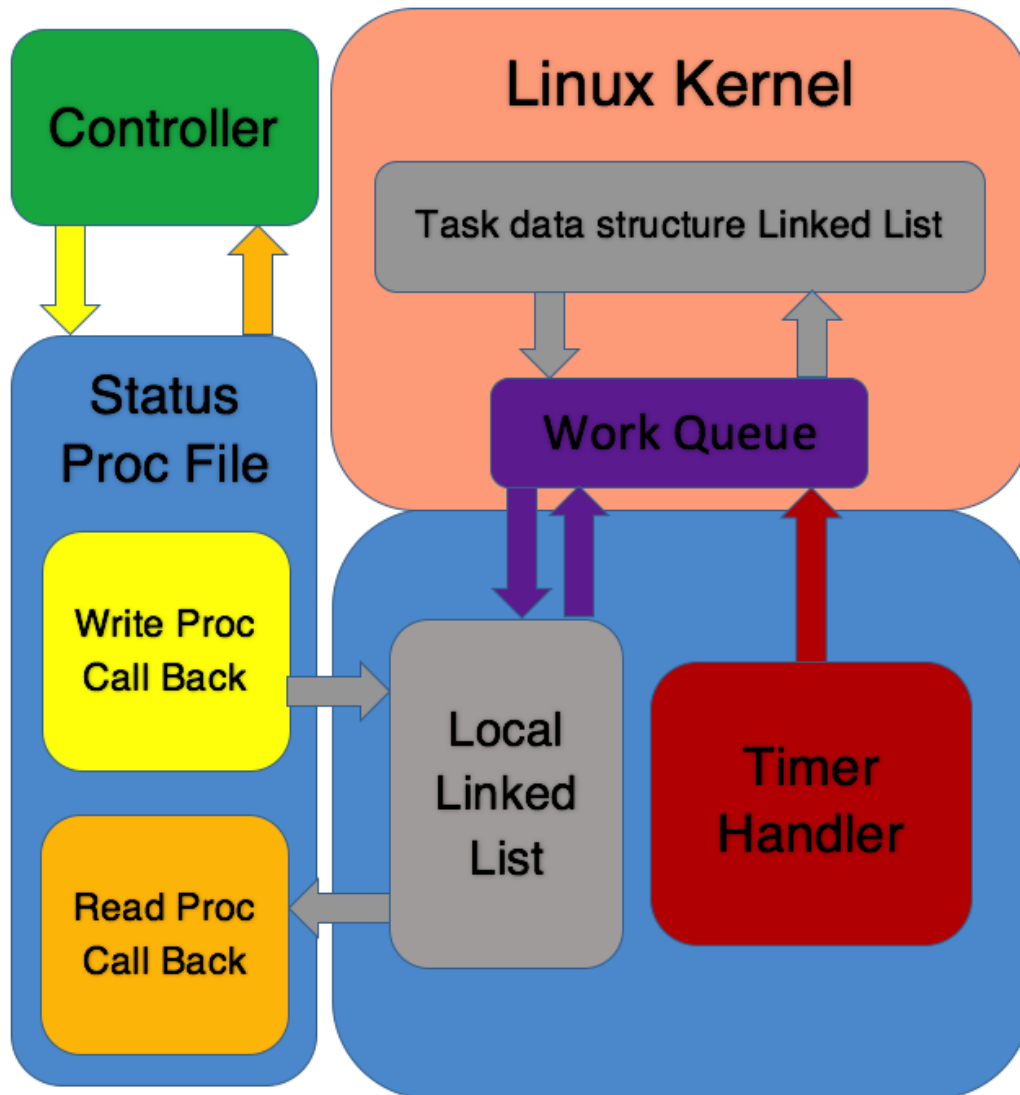 Controller
Linux Kernel
Task data structure Linked List
Work Queue
Status
Proc File
Write Proc
Call Back
Read Proc
Call Back
Local
Linked
List
Timer
Handler